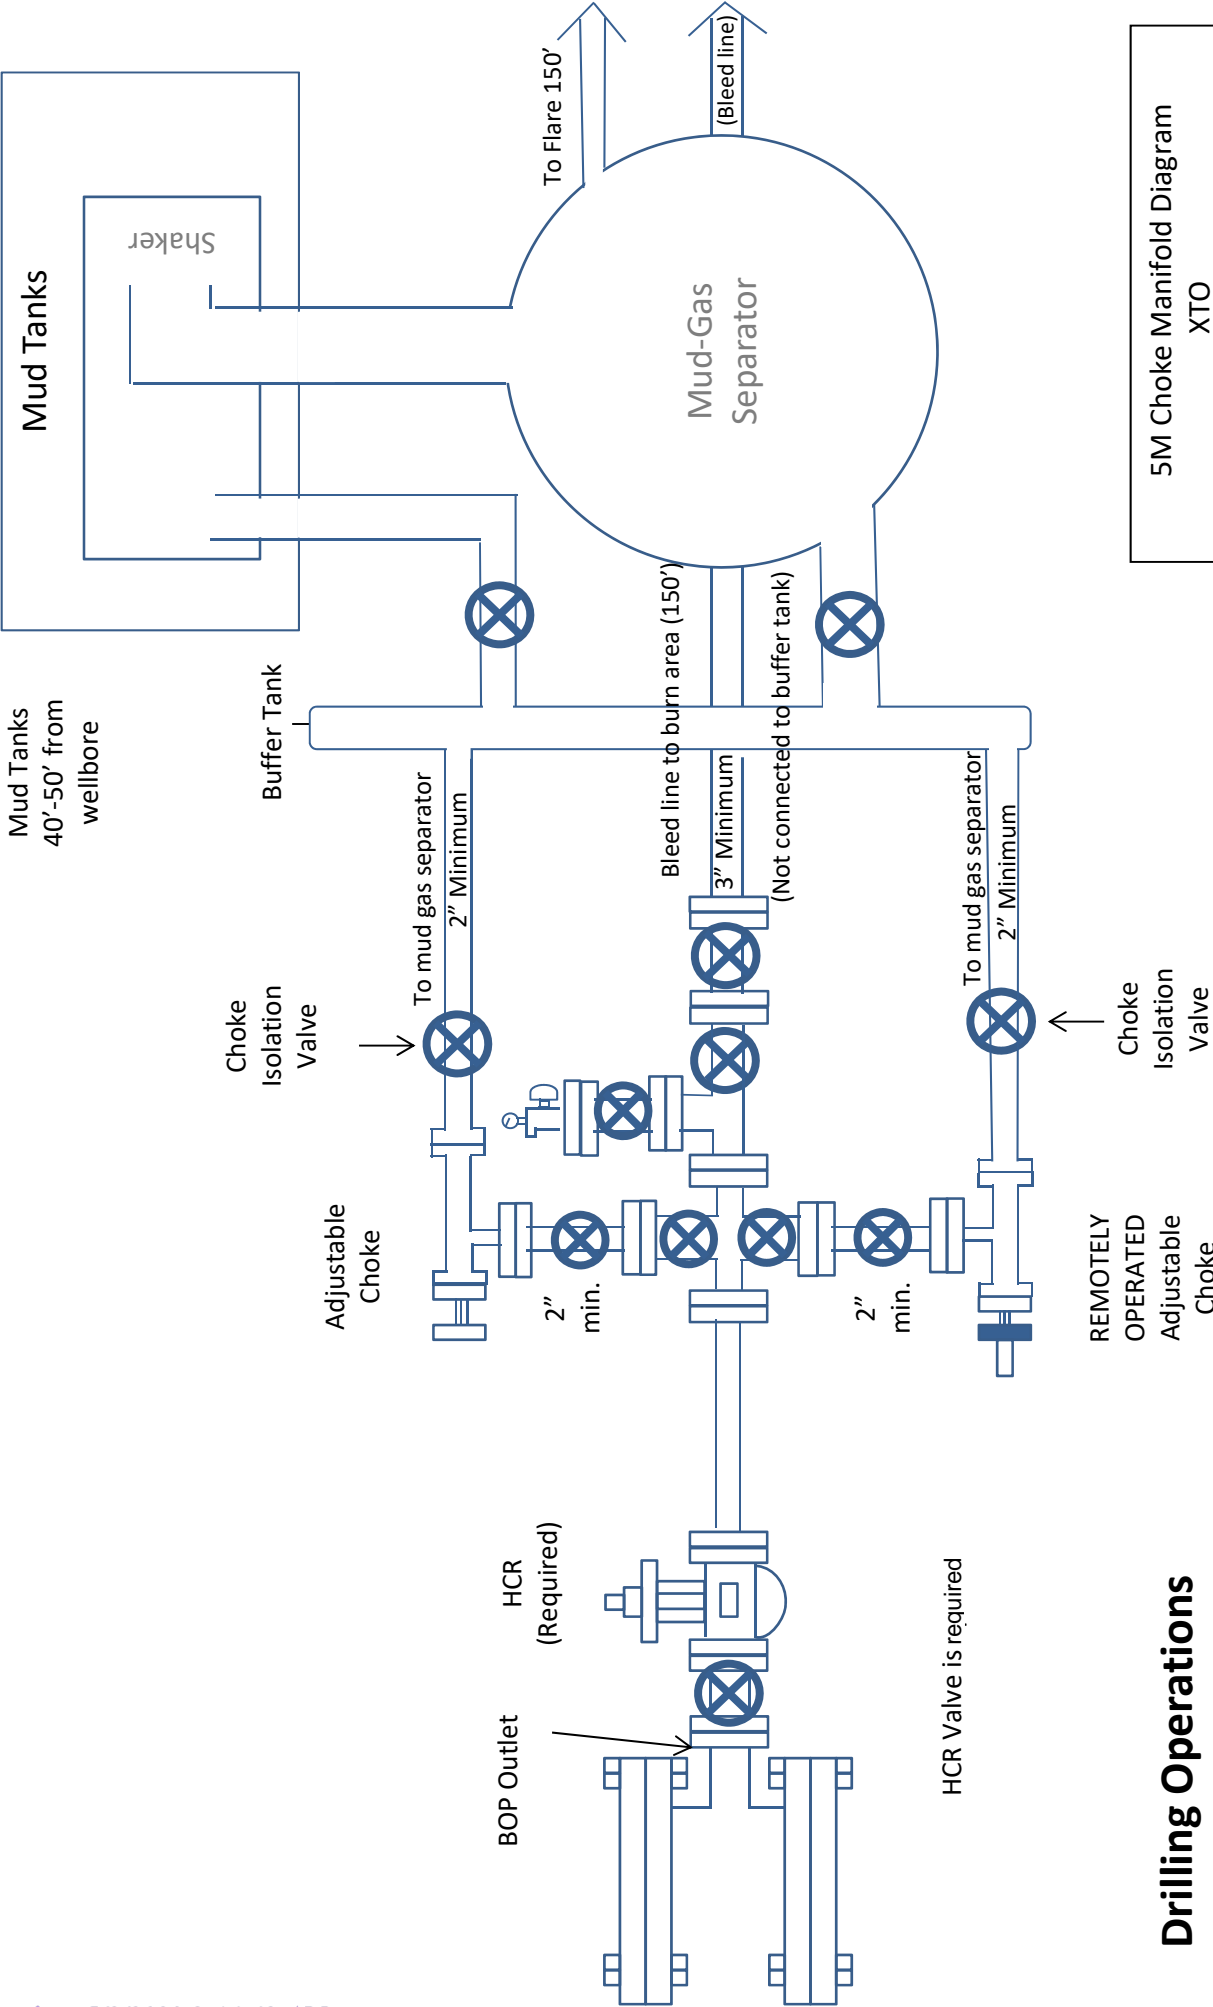 Mud Tanks
40’-50’ from
wellbore
Mud Tanks
Shaker
Choke
Isolation
Valve
Buffer Tank
Adjustable
Choke
To mud gas separator
2” Minimum
BOP Outlet
HCR
(Required)
To Flare 150’
2”
min.
Bleed line to burn area (150’)
3” Minimum
(Not connected to buffer tank)
Mud-Gas
Separator
(Bleed line)
2”
min.
HCR Valve is required
To mud gas separator
2” Minimum
REMOTELY
OPERATED
Adjustable
Choke
Choke
Isolation
Valve
Drilling Operations
5M Choke Manifold Diagram
XTO